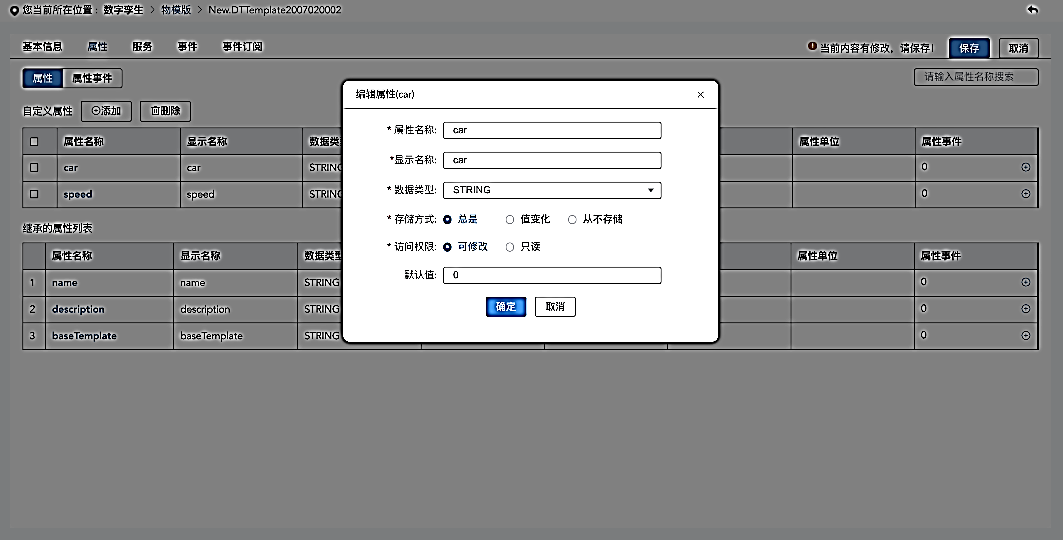 您当前所在位置：数字孪生 > 物模版 > New.DTTemplate2007020002
基本信息 属性 服务 事件 事件订阅 当前内容有修改，请保存！ 保存 取消
属性 属性事件 请输入属性名称搜索
自定义属性 添加 删除
属性名称 显示名称 数据类 属性单位 属性事件
car car STRING 0
speed speed STRING 0
继承的属性列表
属性名称 显示名称 数据类型 属性单位 属性事件
1 name name STRING 0
2 description description STRING 0
3 baseTemplate baseTemplate STRING 0
编辑属性(car) ×
* 属性名称: car
*显示名称: car
* 数据类型: STRING
* 存储方式: 总是 值变化 从不存储
* 访问权限: 可修改 只读
默认值: 0
确定 取消